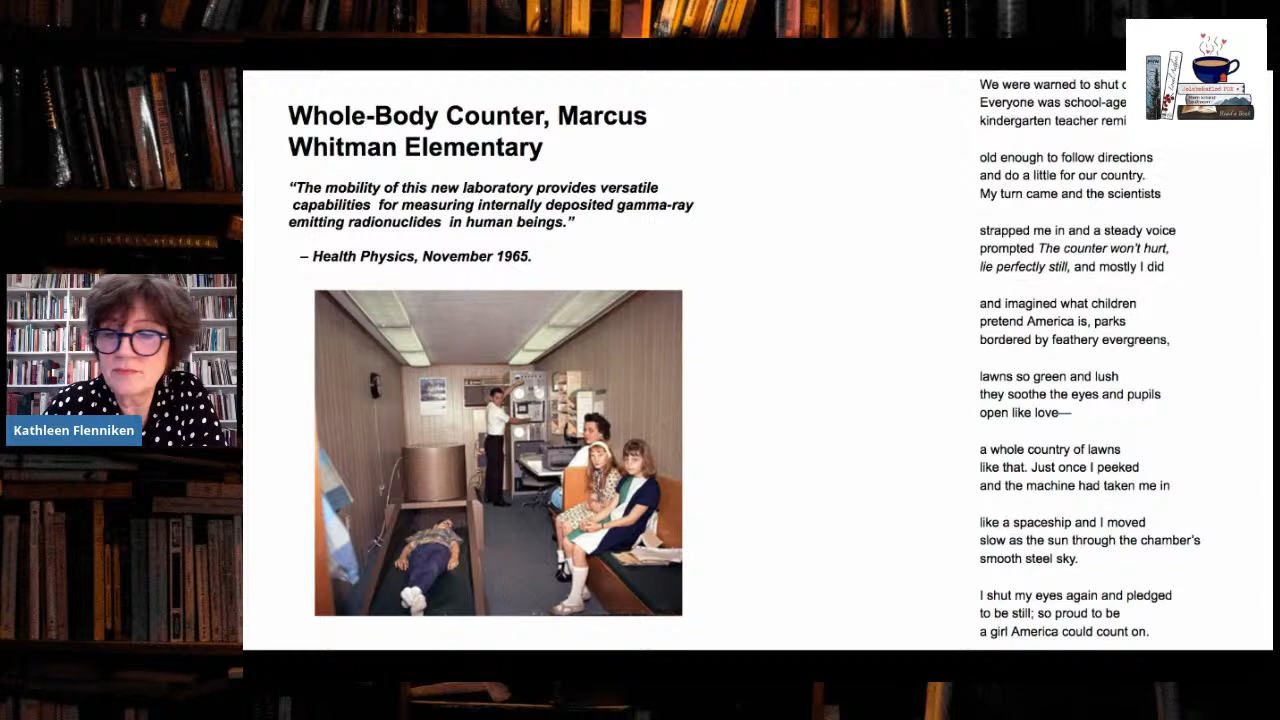 Whole-Body Counter, Marcus
Whitman Elementary
“The mobility of this new laboratory provides versatile
capabilities for measuring internally deposited gamma-ray
emitting radionuclides in human beings.”
– Health Physics, November 1965.
We were warned to shut
Everyone was school-age
kindergarten teacher
old enough to follow directions
and do a little for our country.
My turn came and the scientists
strapped me in and a steady voice
prompted The counter won’t hurt,
lie perfectly still, and mostly I did
and imagined what children
pretend America is, parks
bordered by feathery evergreens,
lawns so green and lush
they soothe the eyes and pupils
open like love—
a whole country of lawns
like that. Just once I peeked
and the machine had taken me in
like a spaceship and I moved
slow as the sun through the chamber’s
smooth steel sky.
I shut my eyes again and pledged
to be still; so proud to be
a girl America could count on.
Kathleen Flenniken
Read a Book